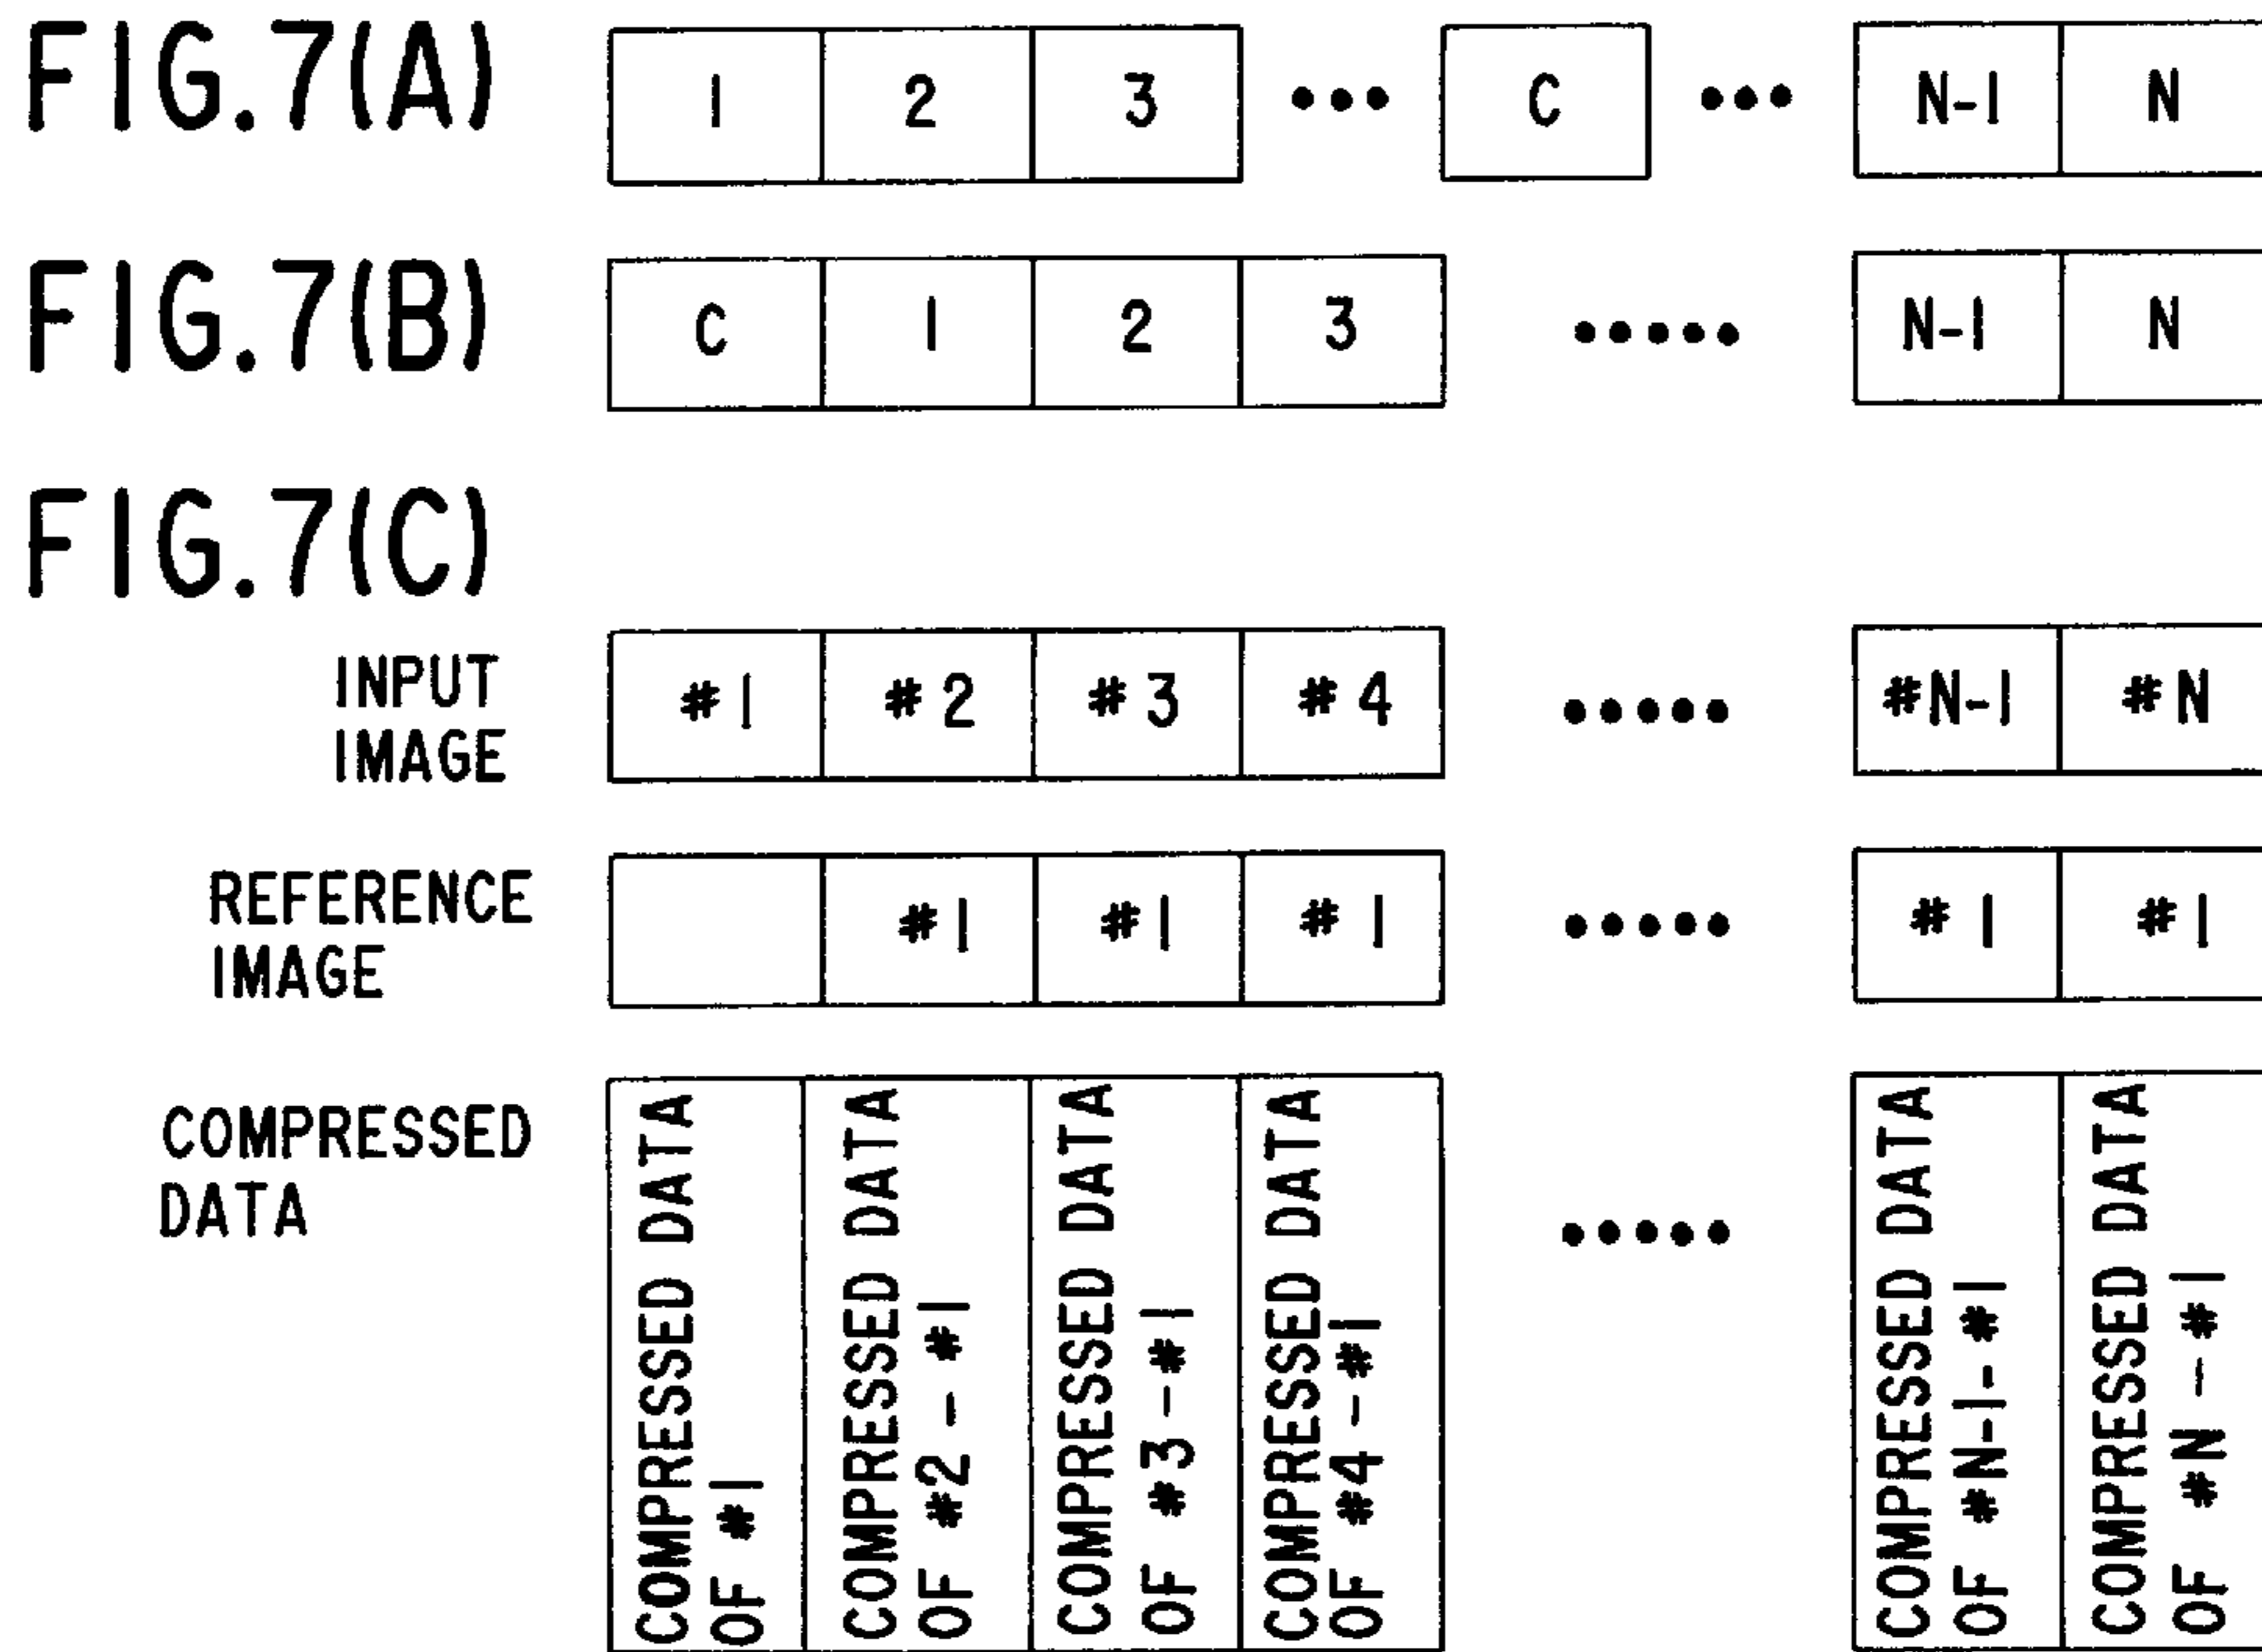 FIG.7(A)
1 2 3 ••• C ••• N-1 N
FIG.7(B)
C 1 2 3 ••••• N-1 N
FIG.7(C)
INPUT
IMAGE
#1 #2 #3 #4 ••••• #N-1 #N
REFERENCE
IMAGE
#1 #1 #1 ••••• #1 #1
COMPRESSED
DATA
COMPRESSED DATA
OF #1
COMPRESSED DATA
OF #2-#1
COMPRESSED DATA
OF #3-#1
COMPRESSED DATA
OF #4-#1
•••••
COMPRESSED DATA
OF #N-1-#1
COMPRESSED DATA
OF #N-#1